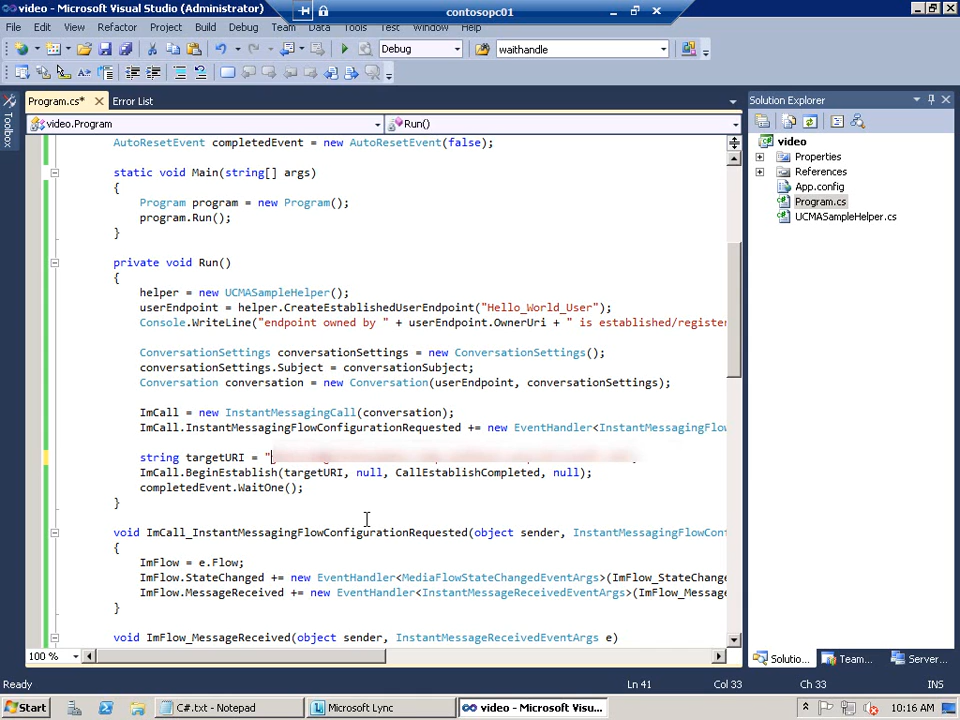 video - Microsoft Visual Studio (Administrator)
contosopc01
File Edit View Refactor Project Build Debug Team Data Tools Test Window Help
Debug
waithandle
Program.cs*
Error List
Solution Explorer
Toolbox
video.Program
Run()
AutoResetEvent completedEvent = new AutoResetEvent(false);
static void Main(string[] args)
{
Program program = new Program();
program.Run();
}
private void Run()
{
helper = new UCMASampleHelper();
userEndpoint = helper.CreateEstablishedUserEndpoint("Hello_World_User");
Console.WriteLine("endpoint owned by " + userEndpoint.OwnerUri + " is established/register
ConversationSettings conversationSettings = new ConversationSettings();
conversationSettings.Subject = conversationSubject;
Conversation conversation = new Conversation(userEndpoint, conversationSettings);
ImCall = new InstantMessagingCall(conversation);
ImCall.InstantMessagingFlowConfigurationRequested += new EventHandler<InstantMessagingFlow
string targetURI = "
ImCall.BeginEstablish(targetURI, null, CallEstablishCompleted, null);
completedEvent.WaitOne();
}
void ImCall_InstantMessagingFlowConfigurationRequested(object sender, InstantMessagingFlowConf
{
ImFlow = e.Flow;
ImFlow.StateChanged += new EventHandler<MediaFlowStateChangedEventArgs>(ImFlow_StateChange
ImFlow.MessageReceived += new EventHandler<InstantMessageReceivedEventArgs>(ImFlow_Message
}
void ImFlow_MessageReceived(object sender, InstantMessageReceivedEventArgs e)
video
Properties
References
App.config
Program.cs
UCMASampleHelper.cs
100 %
Solutio...
Team...
Server...
Ready
Ln 41
Col 33
Ch 33
INS
Start
C#.txt - Notepad
Microsoft Lync
video - Microsoft Visu...
10:16 AM